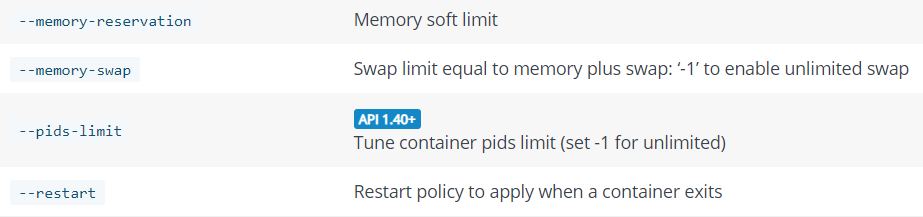 --memory-reservation Memory soft limit
--memory-swap Swap limit equal to memory plus swap: ‘-1’ to enable unlimited swap
API 1.40+
--pids-limit
Tune container pids limit (set -1 for unlimited)
--restart Restart policy to apply when a container exits